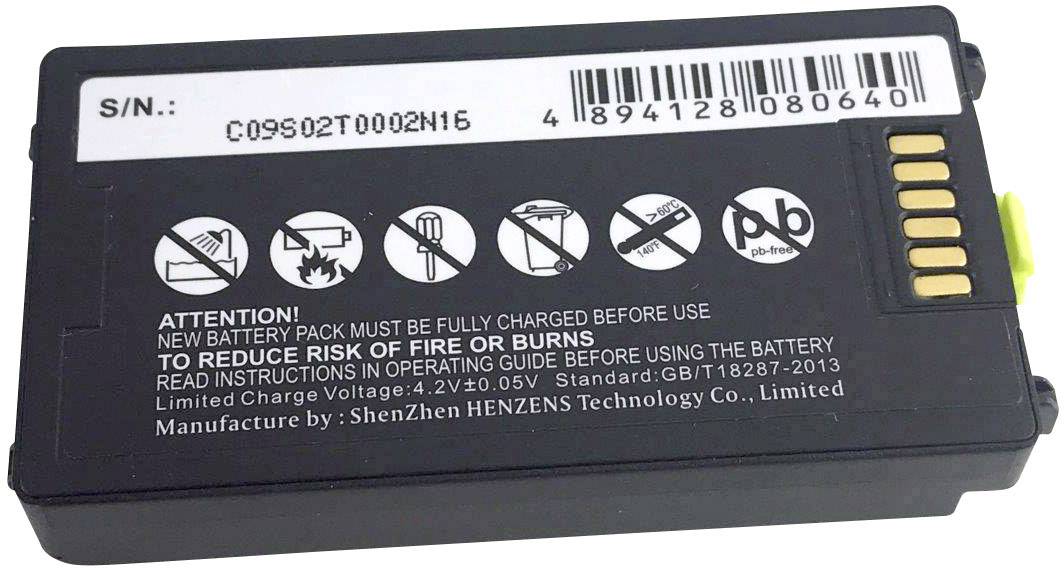 S/N.:
C09S02T0002N16
4 894128 080640
>60°C
140°F
pb
pb-free
ATTENTION!
NEW BATTERY PACK MUST BE FULLY CHARGED BEFORE USE
TO REDUCE RISK OF FIRE OR BURNS
READ INSTRUCTIONS IN OPERATING GUIDE BEFORE USING THE BATTERY
Limited Charge Voltage:4.2V±0.05V Standard:GB/T18287-2013
Manufacture by : ShenZhen HENZENS Technology Co., Limited